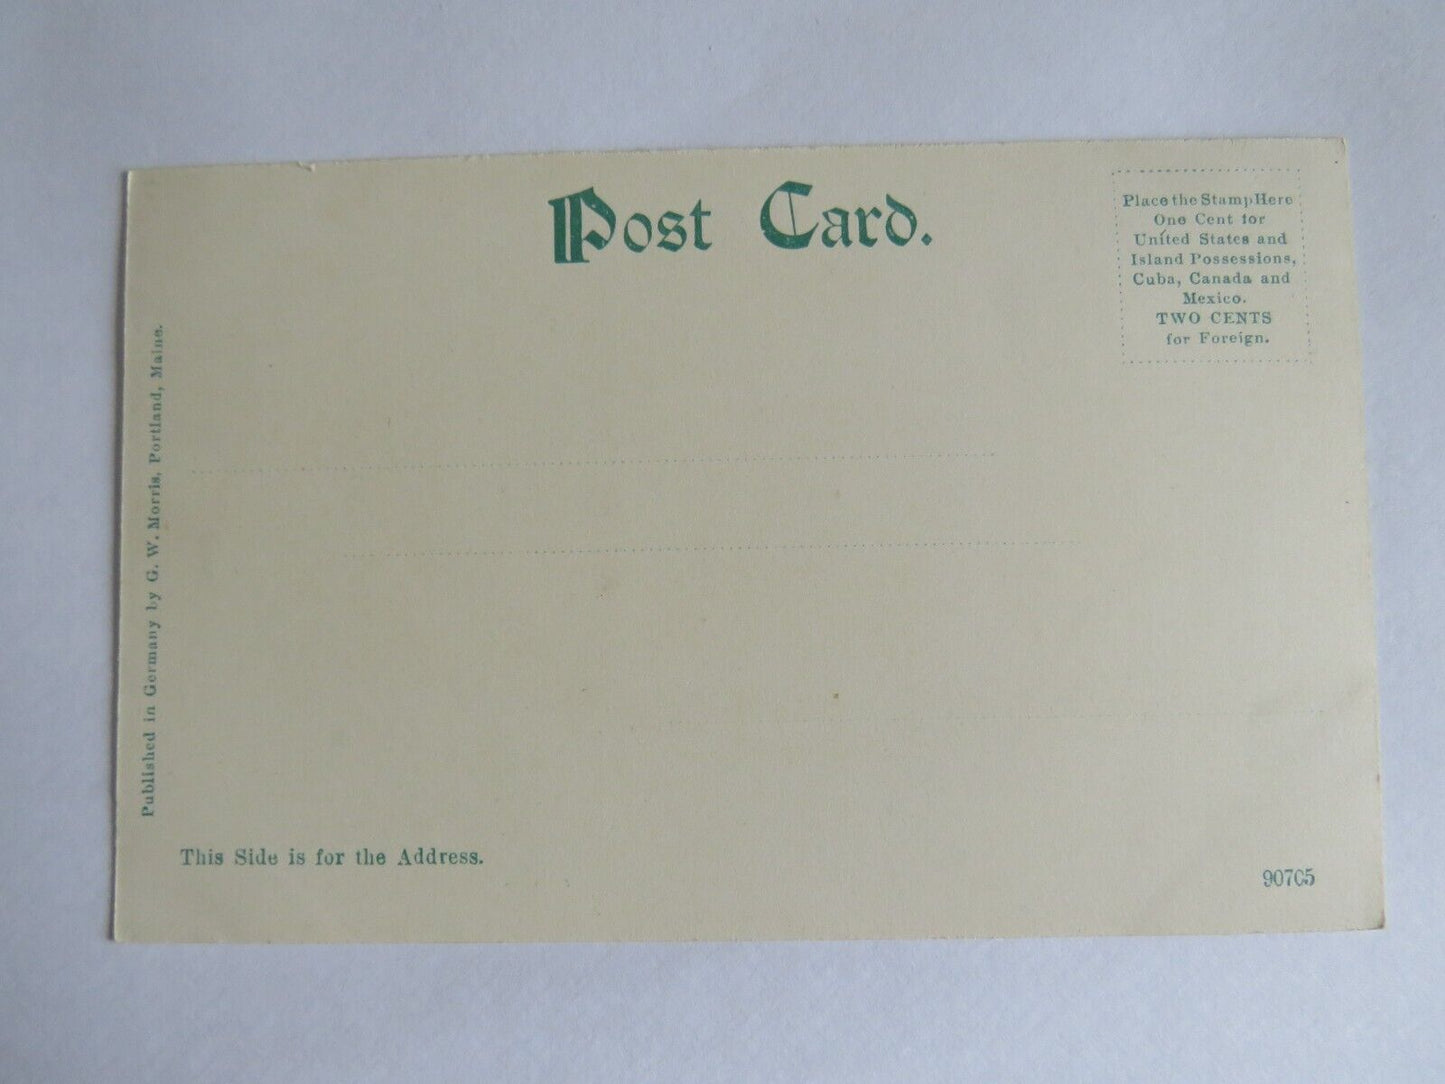 Post Card.
Place the Stamp Here
One Cent for
United States and
Island Possessions,
Cuba, Canada and
Mexico.
TWO CENTS
for Foreign.
Published in Germany by G. W. Morris, Portland, Maine.
This Side is for the Address.
90705